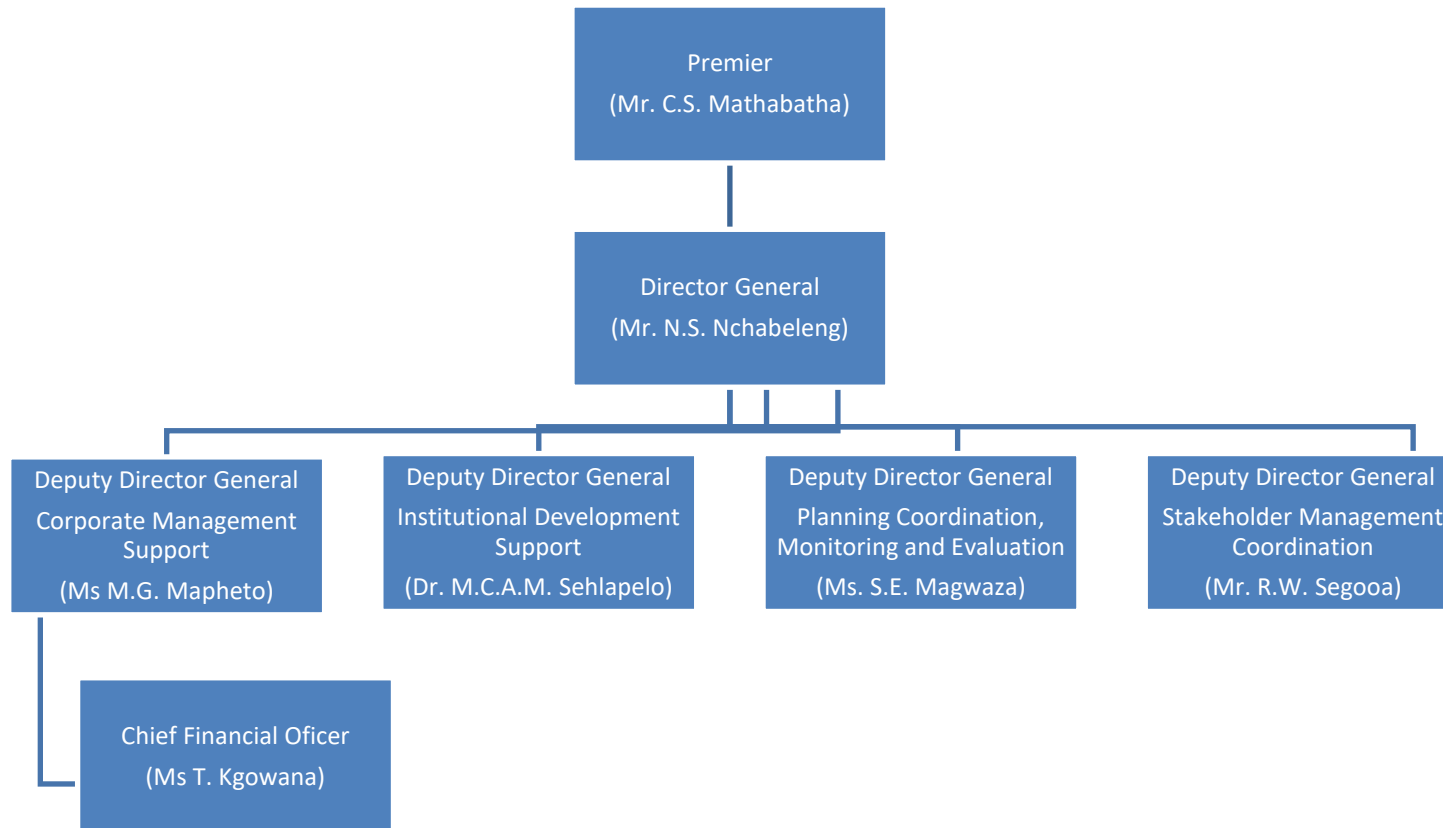 Premier
(Mr. C.S. Mathabatha)
Director General
(Mr. N.S. Nchabeleng)
Deputy Director General
Corporate Management
Support
(Ms M.G. Mapheto)
Deputy Director General
Institutional Development
Support
(Dr. M.C.A.M. Sehlapelo)
Deputy Director General
Planning Coordination,
Monitoring and Evaluation
(Ms. S.E. Magwaza)
Deputy Director General
Stakeholder Management
Coordination
(Mr. R.W. Segooa)
Chief Financial Oficer
(Ms T. Kgowana)